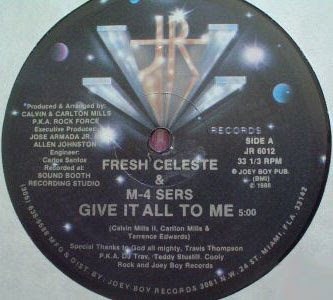 JR
RECORDS
Produced & Arranged by:
CALVIN & CARLTON MILLS
P.K.A. ROCK FORCE
Executive Producer:
JOSE ARMADA JR.
ALLEN JOHNSTON
Engineer:
Carlos Santos
Recorded at:
SOUND BOOTH
RECORDING STUDIO
SIDE A
JR 6012
33 1/3 RPM
Ⓟ JOEY BOY PUB.
(BMI)
© 1988
FRESH CELESTE
&
M-4 SERS
GIVE IT ALL TO ME 5:00
(Calvin Mills II, Carlton Mills &
Terrence Edwards)
Special Thanks to God all mighty, Travis Thompson
P.K.A. DJ Trav, Teddy Stustill, Cooly
Rock and Joey Boy Records
MFG & DIST. BY: JOEY BOY RECORDS 3081 N.W. 24 ST. MIAMI, FLA. 33142